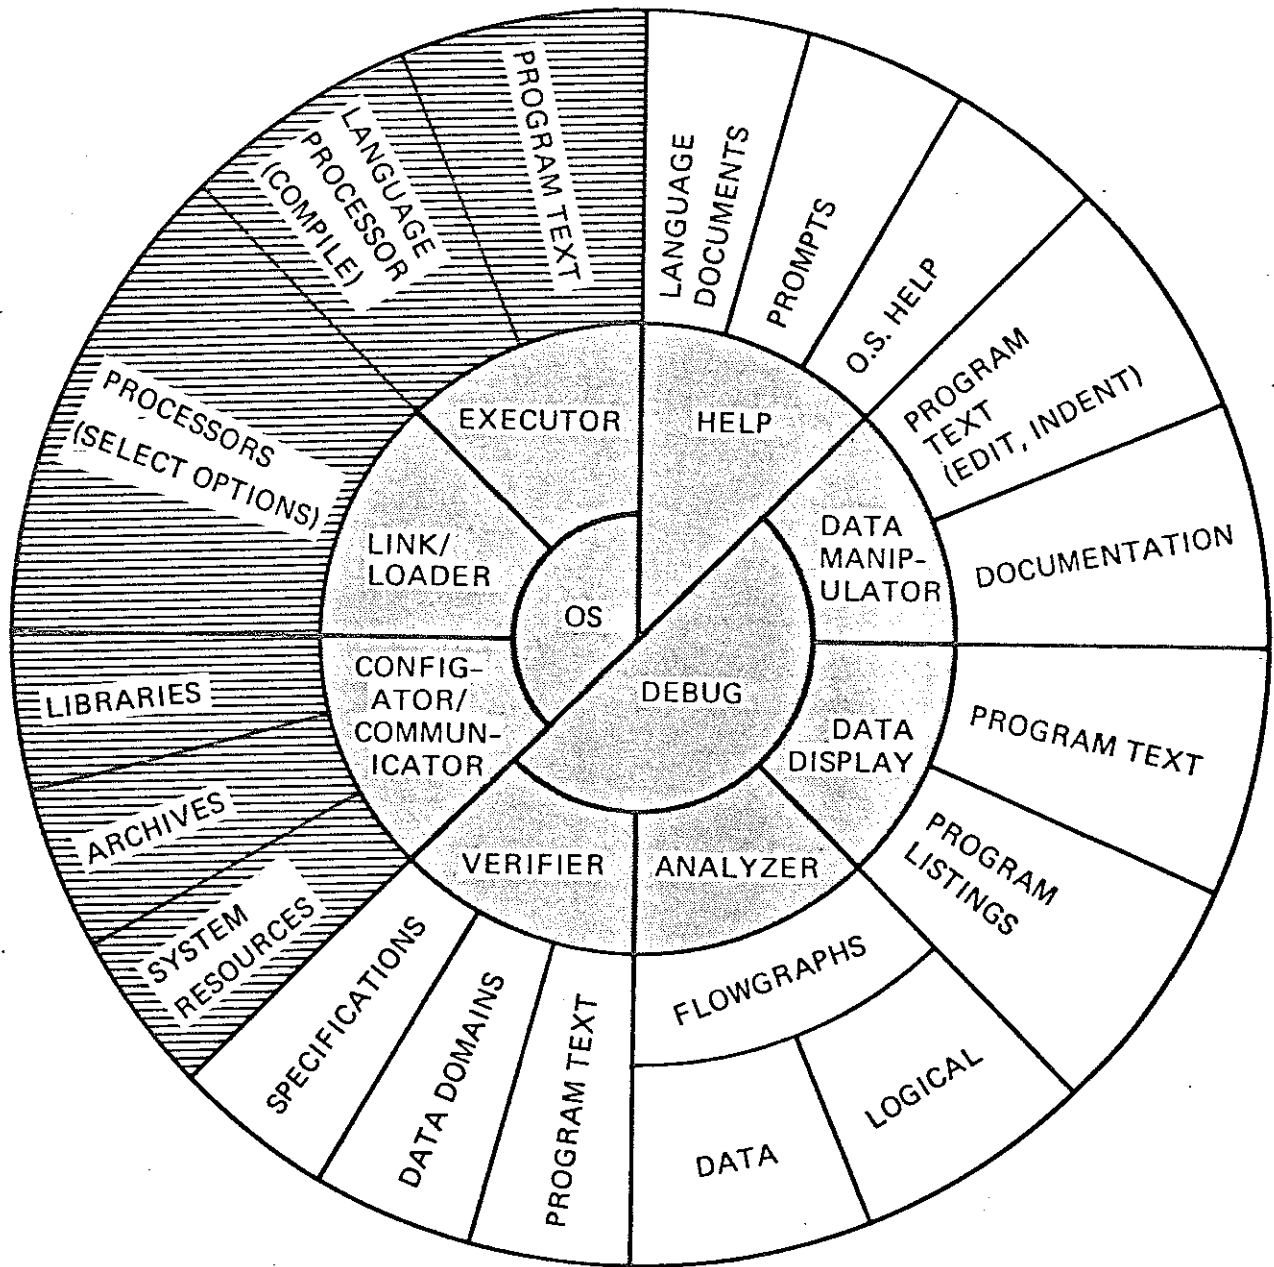 PROGRAM TEXT
LANGUAGE
PROCESSOR
(COMPILE)
PROCESSORS
(SELECT OPTIONS)
LIBRARIES
ARCHIVES
SYSTEM
RESOURCES
LANGUAGE
DOCUMENTS
PROMPTS
O.S. HELP
PROGRAM
TEXT
(EDIT, INDENT)
DOCUMENTATION
PROGRAM TEXT
PROGRAM
LISTINGS
FLOWGRAPHS
LOGICAL
DATA
PROGRAM TEXT
DATA DOMAINS
SPECIFICATIONS
EXECUTOR
HELP
LINK/
LOADER
DATA
MANIP-
ULATOR
OS
DEBUG
CONFIG-
ATOR/
COMMUN-
ICATOR
DATA
DISPLAY
VERIFIER
ANALYZER